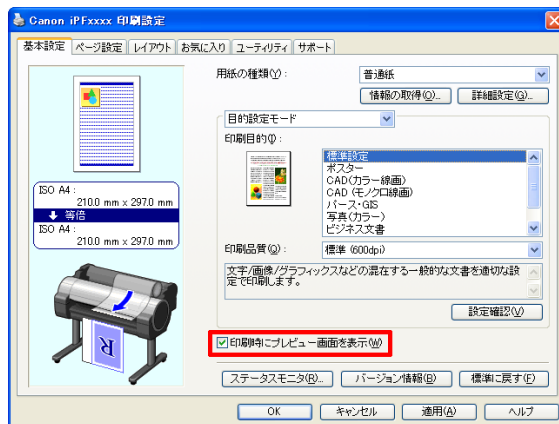 Canon iPFxxxx 印刷設定
基本設定 ページ設定 レイアウト お気に入り ユーティリティ サポート
用紙の種類(Y): 普通紙
情報の取得(Q)... 詳細設定(G)...
目的設定モード
印刷目的(I):
標準設定
ポスター
CAD(カラー線画)
CAD (モノクロ線画)
パース・GIS
写真(カラー)
ビジネス文書
ISO A4 :
210.0 mm x 297.0 mm
等倍
ISO A4 :
210.0 mm x 297.0 mm
印刷品質(Q): 標準 (600dpi)
文字/画像/グラフィックスなどの混在する一般的な文書を適切な設
定で印刷します。
設定確認(V)
印刷時にプレビュー画面を表示(W)
ステータスモニタ(R)... バージョン情報(B) 標準に戻す(F)
OK キャンセル 適用(A) ヘルプ
R